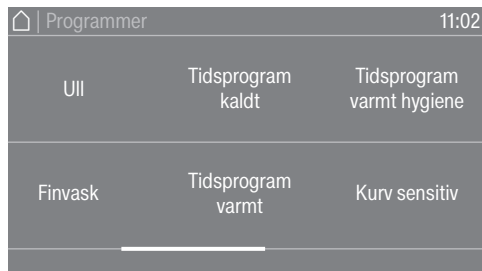 | Programmer
11:02
Ull
Tidsprogram
kaldt
Tidsprogram
varmt hygiene
Finvask
Tidsprogram
varmt
Kurv sensitiv